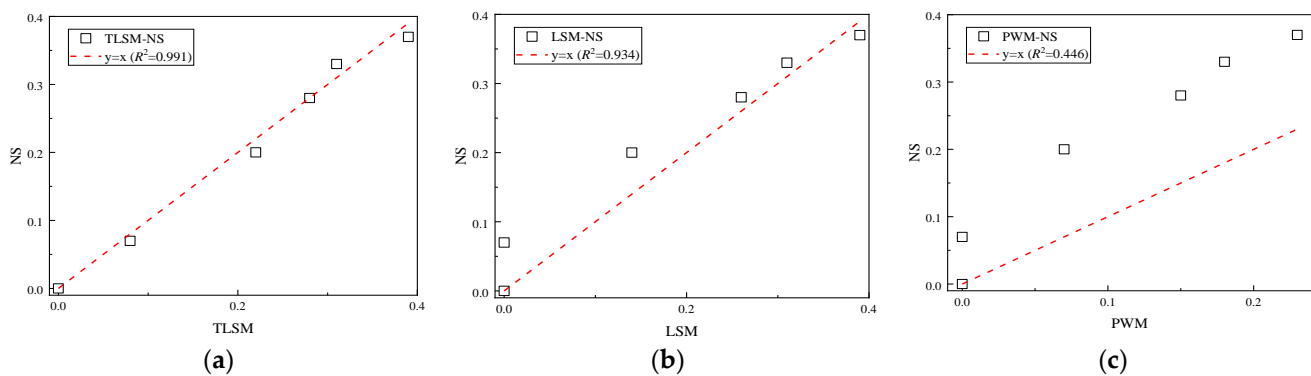 0.4
0.3
0.2
0.1
0.0
NS
TLSM-NS
y=x (R²=0.991)
0.0
0.2
0.4
TLSM
(a)
0.4
0.3
0.2
0.1
0.0
NS
LSM-NS
y=x (R²=0.934)
0.0
0.2
0.4
LSM
(b)
0.4
0.3
0.2
0.1
0.0
NS
PWM-NS
y=x (R²=0.446)
0.0
0.1
0.2
PWM
(c)